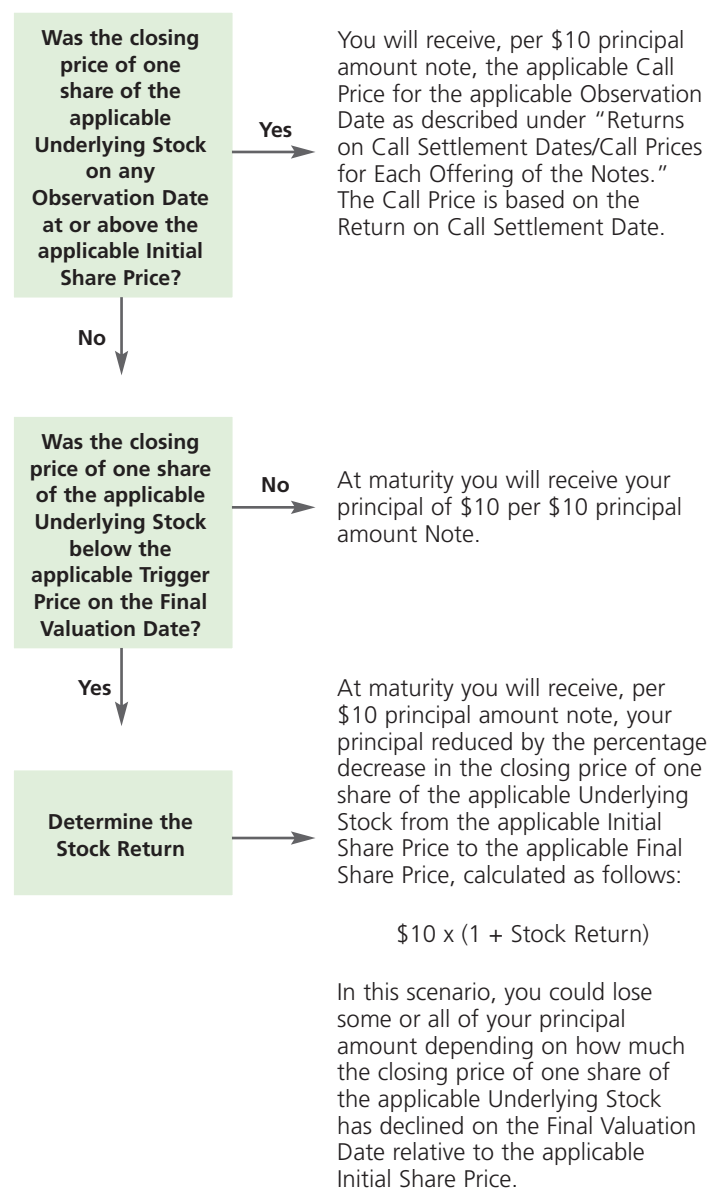 Was the closing
price of one
share of the
applicable
Underlying Stock
on any
Observation Date
at or above the
applicable Initial
Share Price?
Yes
You will receive, per $10 principal
amount note, the applicable Call
Price for the applicable Observation
Date as described under “Returns
on Call Settlement Dates/Call Prices
for Each Offering of the Notes.”
The Call Price is based on the
Return on Call Settlement Date.
No
Was the closing
price of one share
of the applicable
Underlying Stock
below the
applicable Trigger
Price on the Final
Valuation Date?
No
At maturity you will receive your
principal of $10 per $10 principal
amount Note.
Yes
Determine the
Stock Return
At maturity you will receive, per
$10 principal amount note, your
principal reduced by the percentage
decrease in the closing price of one
share of the applicable Underlying
Stock from the applicable Initial
Share Price to the applicable Final
Share Price, calculated as follows:
$10 x (1 + Stock Return)
In this scenario, you could lose
some or all of your principal
amount depending on how much
the closing price of one share of
the applicable Underlying Stock
has declined on the Final Valuation
Date relative to the applicable
Initial Share Price.